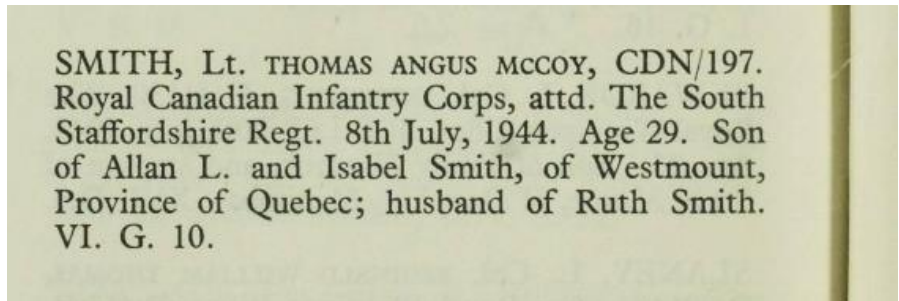 SMITH, Lt. THOMAS ANGUS MCCOY, CDN/197.
Royal Canadian Infantry Corps, attd. The South
Staffordshire Regt. 8th July, 1944. Age 29. Son
of Allan L. and Isabel Smith, of Westmount,
Province of Quebec; husband of Ruth Smith.
VI. G. 10.